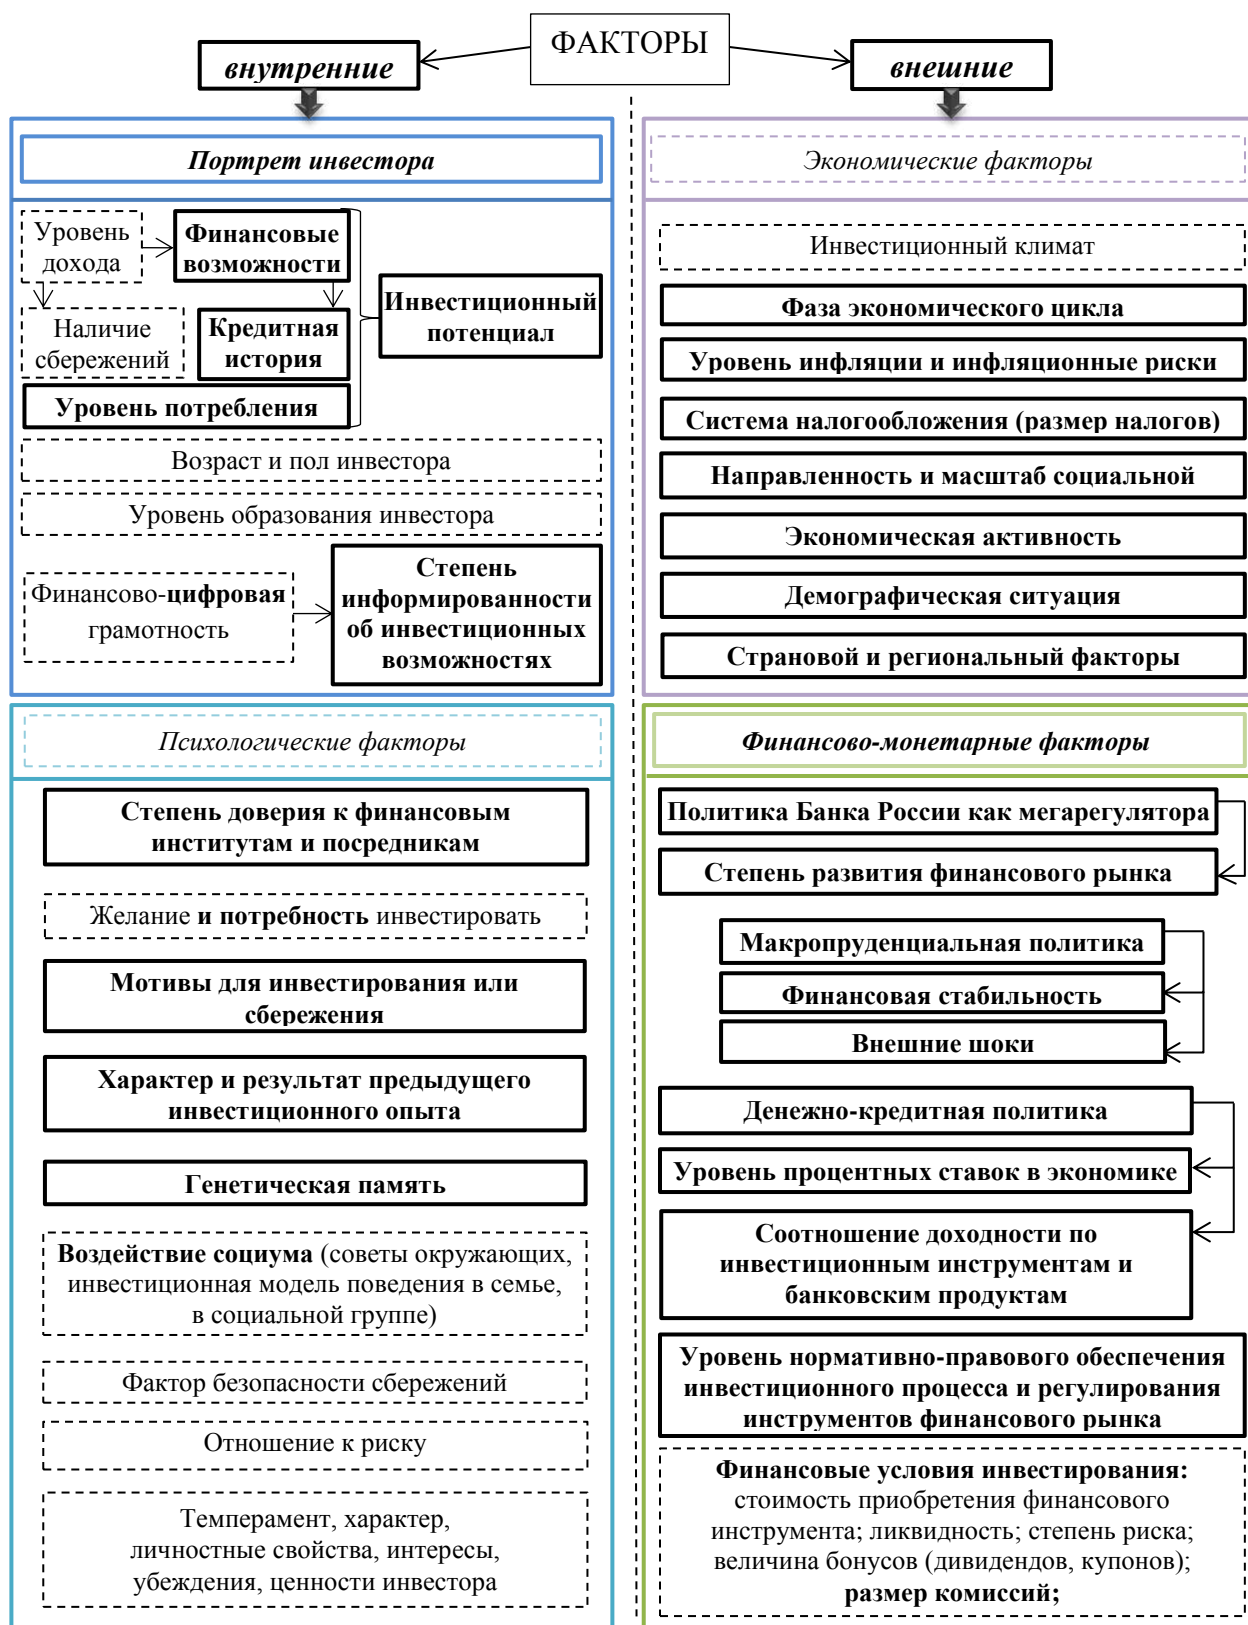 ФАКТОРЫ
внутренние
внешние
Портрет инвестора
Уровень
дохода
Финансовые
возможности
Наличие
сбережений
Кредитная
история
Инвестиционный
потенциал
Уровень потребления
Возраст и пол инвестора
Уровень образования инвестора
Финансово-цифровая
грамотность
Степень
информированности
об инвестиционных
возможностях
Экономические факторы
Инвестиционный климат
Фаза экономического цикла
Уровень инфляции и инфляционные риски
Система налогообложения (размер налогов)
Направленность и масштаб социальной
Экономическая активность
Демографическая ситуация
Страновой и региональный факторы
Психологические факторы
Степень доверия к финансовым
институтам и посредникам
Желание и потребность инвестировать
Мотивы для инвестирования или
сбережения
Характер и результат предыдущего
инвестиционного опыта
Генетическая память
Воздействие социума (советы окружающих,
инвестиционная модель поведения в семье,
в социальной группе)
Фактор безопасности сбережений
Отношение к риску
Темперамент, характер,
личностные свойства, интересы,
убеждения, ценности инвестора
Финансово-монетарные факторы
Политика Банка России как мегарегулятора
Степень развития финансового рынка
Макропруденциальная политика
Финансовая стабильность
Внешние шоки
Денежно-кредитная политика
Уровень процентных ставок в экономике
Соотношение доходности по
инвестиционным инструментам и
банковским продуктам
Уровень нормативно-правового обеспечения
инвестиционного процесса и регулирования
инструментов финансового рынка
Финансовые условия инвестирования:
стоимость приобретения финансового
инструмента; ликвидность; степень риска;
величина бонусов (дивидендов, купонов);
размер комиссий;